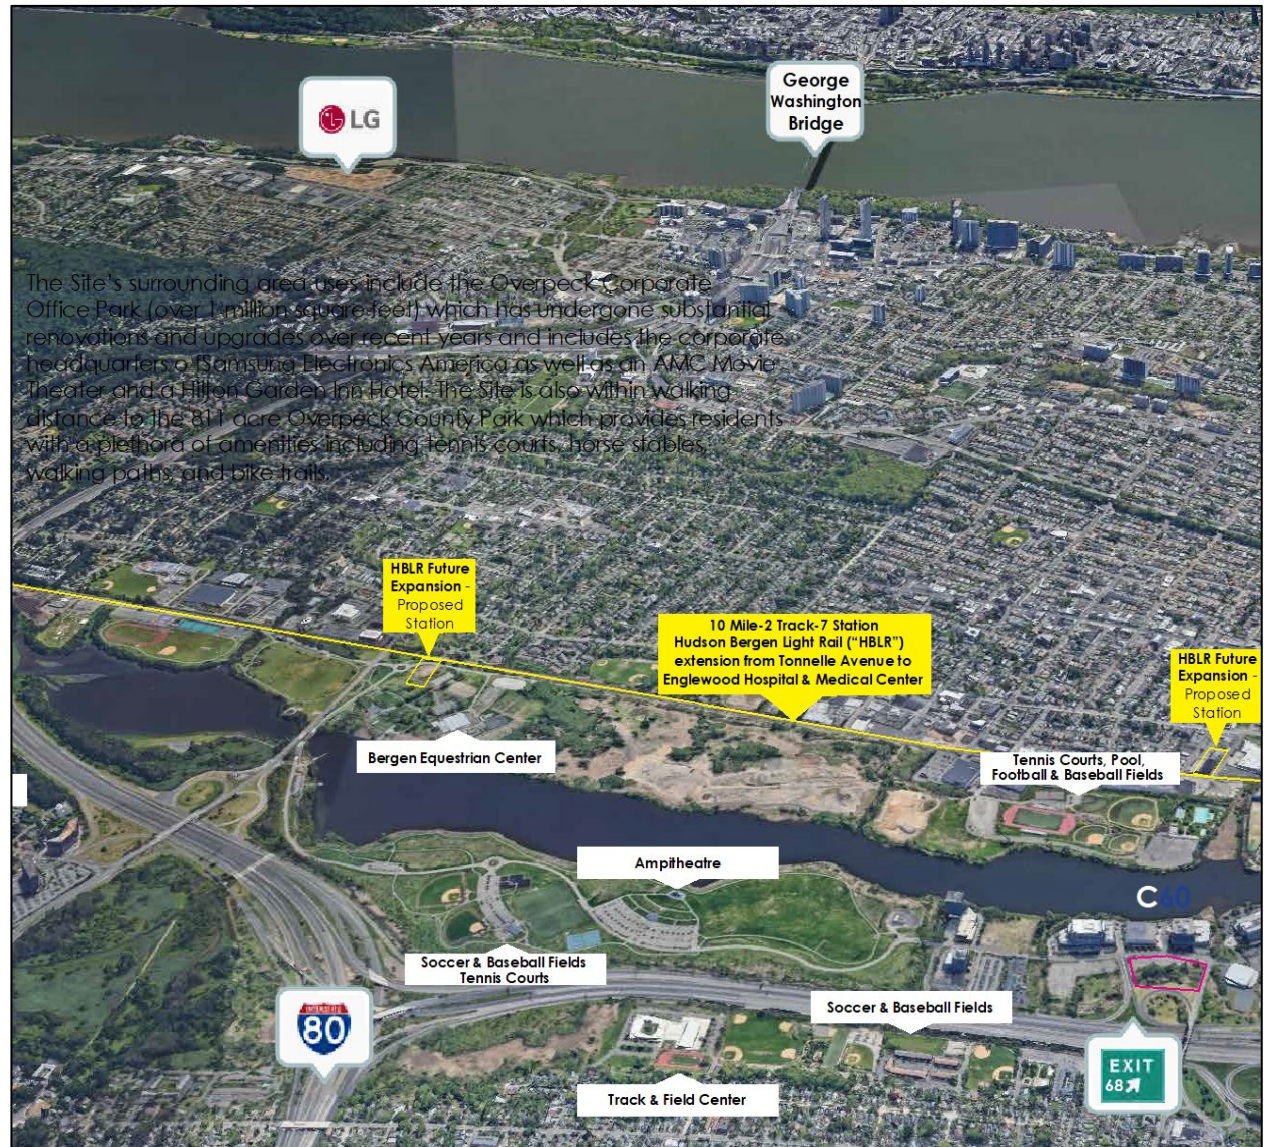 LG
George
Washington
Bridge
The Site's surrounding area uses include the Overpeck Corporate
Office Park (over 1 million square feet) which has undergone substantial
renovations and upgrades over recent years and includes the corporate
headquarters of Samsung Electronics America as well as an AMC Movie
Theater and a Hilton Garden Inn Hotel. The Site is also within walking
distance to the 811 acre Overpeck County Park which provides residents
with a plethora of amenities including tennis courts, horse stables,
walking paths, and bike trails.
HBLR Future
Expansion -
Proposed
Station
10 Mile-2 Track-7 Station
Hudson Bergen Light Rail ("HBLR")
extension from Tonnelle Avenue to
Englewood Hospital & Medical Center
HBLR Future
Expansion -
Proposed
Station
Bergen Equestrian Center
Tennis Courts, Pool,
Football & Baseball Fields
Ampitheatre
C60
Soccer & Baseball Fields
Tennis Courts
Soccer & Baseball Fields
INTERSTATE
80
EXIT
68
Track & Field Center